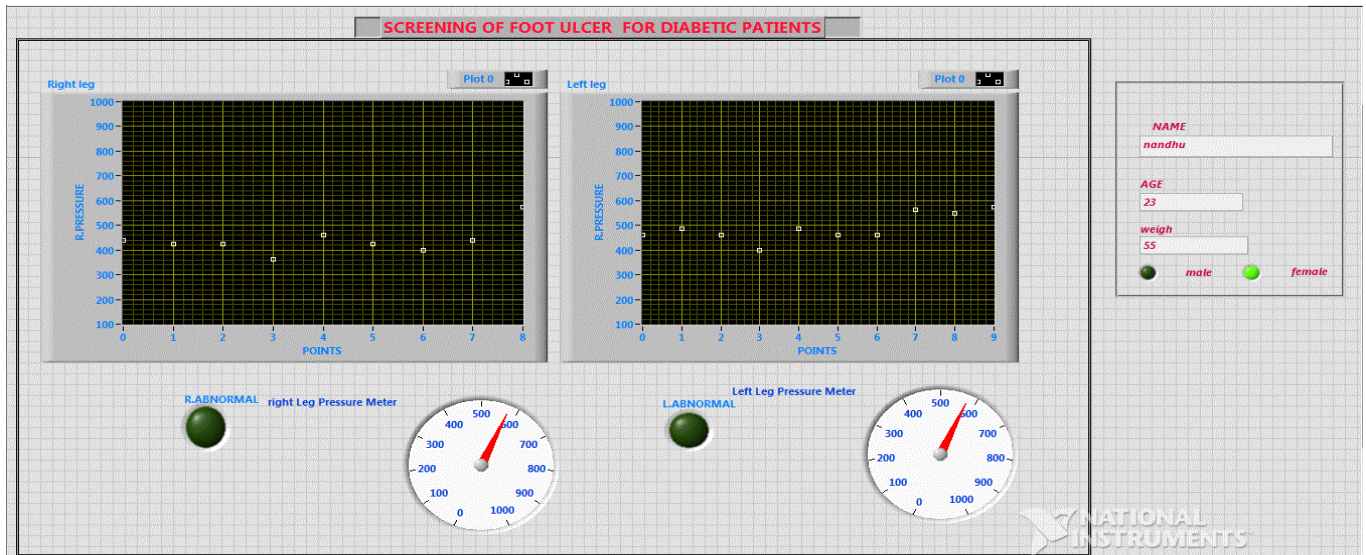 SCREENING OF FOOT ULCER FOR DIABETIC PATIENTS
Right leg
Plot 0
R.PRESSURE
1000
900
800
700
600
500
400
300
200
100
0 1 2 3 4 5 6 7 8
POINTS
Left leg
Plot 0
R.PRESSURE
1000
900
800
700
600
500
400
300
200
100
0 1 2 3 4 5 6 7 8 9
POINTS
NAME
nandhu
AGE
23
weigh
55
male female
R.ABNORMAL
right Leg Pressure Meter
0 100 200 300 400 500 600 700 800 900 1000
L.ABNORMAL
Left Leg Pressure Meter
0 100 200 300 400 500 600 700 800 900 1000
NATIONAL
INSTRUMENTS